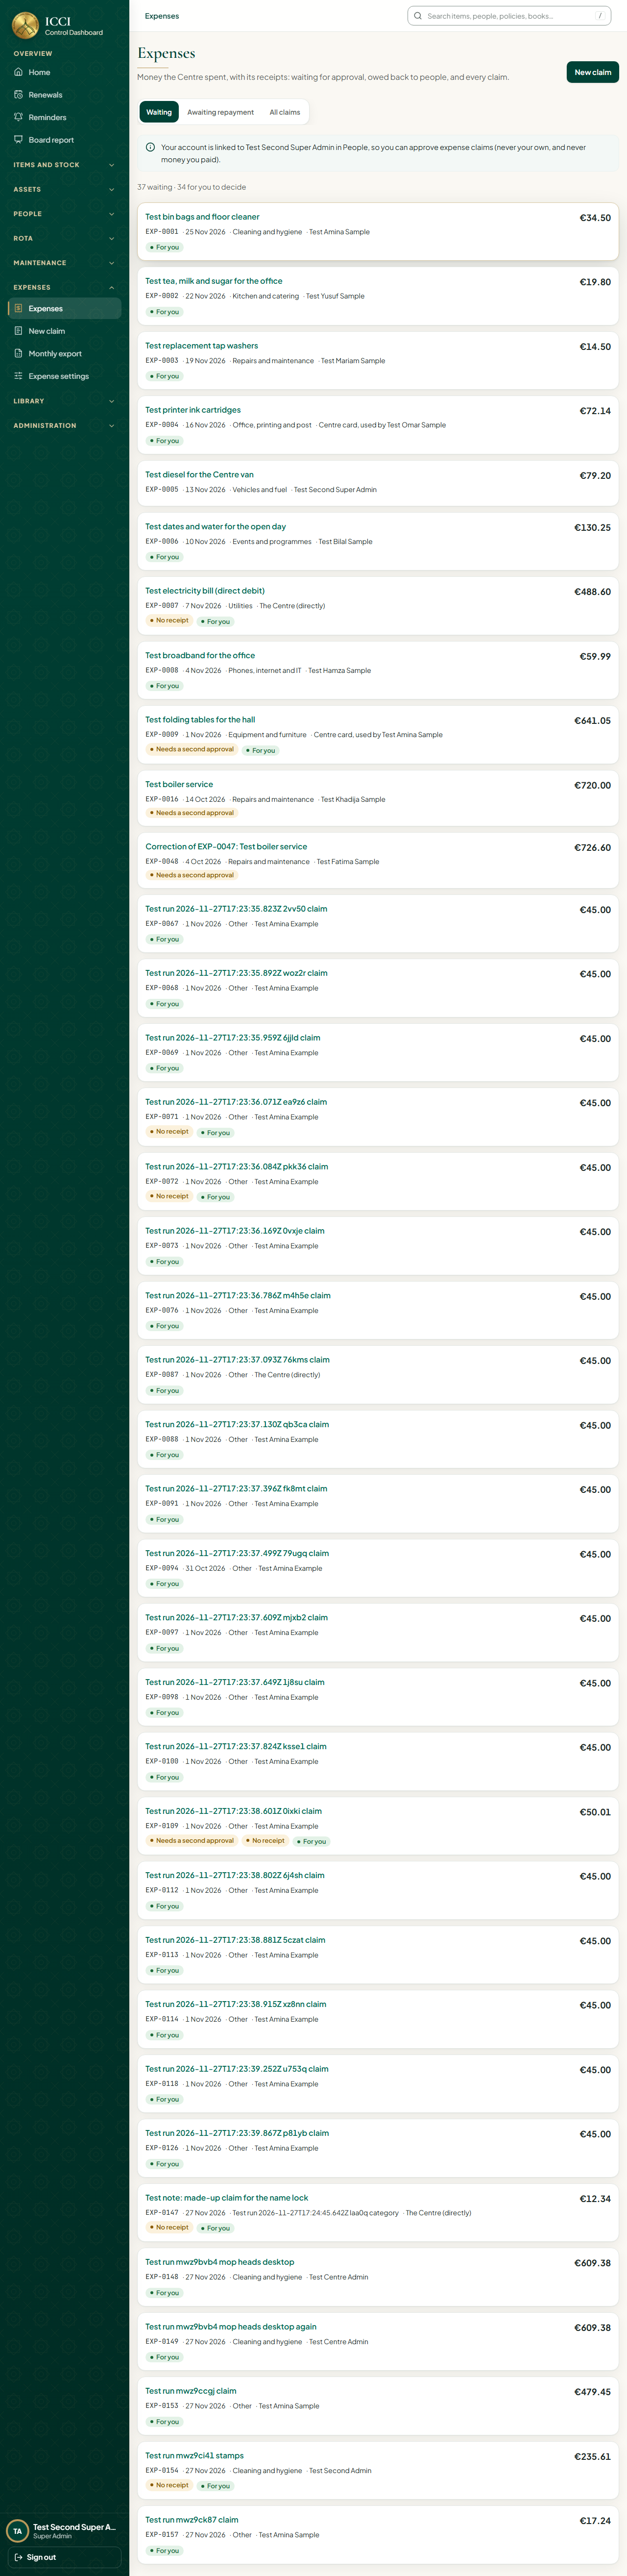 ICCI
Control Dashboard
OVERVIEW
Home
Renewals
Reminders
Board report
ITEMS AND STOCK
ASSETS
PEOPLE
ROTA
MAINTENANCE
EXPENSES
Expenses
New claim
Monthly export
Expense settings
LIBRARY
ADMINISTRATION
TA
Test Second Super A...
Super Admin
Sign out
Expenses
Search items, people, policies, books...
/
Expenses
Money the Centre spent, with its receipts: waiting for approval, owed back to people, and every claim.
New claim
Waiting
Awaiting repayment
All claims
Your account is linked to Test Second Super Admin in People, so you can approve expense claims (never your own, and never
money you paid).
37 waiting · 34 for you to decide
Test bin bags and floor cleaner
€34.50
EXP-0001 · 25 Nov 2026 · Cleaning and hygiene · Test Amina Sample
For you
Test tea, milk and sugar for the office
€19.80
EXP-0002 · 22 Nov 2026 · Kitchen and catering · Test Yusuf Sample
For you
Test replacement tap washers
€14.50
EXP-0003 · 19 Nov 2026 · Repairs and maintenance · Test Mariam Sample
For you
Test printer ink cartridges
€72.14
EXP-0004 · 16 Nov 2026 · Office, printing and post · Centre card, used by Test Omar Sample
For you
Test diesel for the Centre van
€79.20
EXP-0005 · 13 Nov 2026 · Vehicles and fuel · Test Second Super Admin
Test dates and water for the open day
€130.25
EXP-0006 · 10 Nov 2026 · Events and programmes · Test Bilal Sample
For you
Test electricity bill (direct debit)
€488.60
EXP-0007 · 7 Nov 2026 · Utilities · The Centre (directly)
No receipt For you
Test broadband for the office
€59.99
EXP-0008 · 4 Nov 2026 · Phones, internet and IT · Test Hamza Sample
For you
Test folding tables for the hall
€641.05
EXP-0009 · 1 Nov 2026 · Equipment and furniture · Centre card, used by Test Amina Sample
Needs a second approval For you
Test boiler service
€720.00
EXP-0016 · 14 Oct 2026 · Repairs and maintenance · Test Khadija Sample
Needs a second approval
Correction of EXP-0047: Test boiler service
€726.60
EXP-0048 · 4 Oct 2026 · Repairs and maintenance · Test Fatima Sample
Needs a second approval
Test run 2026-11-27T17:23:35.823Z 2vv50 claim
€45.00
EXP-0067 · 1 Nov 2026 · Other · Test Amina Example
For you
Test run 2026-11-27T17:23:35.892Z woz2r claim
€45.00
EXP-0068 · 1 Nov 2026 · Other · Test Amina Example
For you
Test run 2026-11-27T17:23:35.959Z 6jjld claim
€45.00
EXP-0069 · 1 Nov 2026 · Other · Test Amina Example
For you
Test run 2026-11-27T17:23:36.071Z ea9z6 claim
€45.00
EXP-0071 · 1 Nov 2026 · Other · Test Amina Example
No receipt For you
Test run 2026-11-27T17:23:36.084Z pkk36 claim
€45.00
EXP-0072 · 1 Nov 2026 · Other · Test Amina Example
No receipt For you
Test run 2026-11-27T17:23:36.169Z 0vxje claim
€45.00
EXP-0073 · 1 Nov 2026 · Other · Test Amina Example
For you
Test run 2026-11-27T17:23:36.786Z m4h5e claim
€45.00
EXP-0076 · 1 Nov 2026 · Other · Test Amina Example
For you
Test run 2026-11-27T17:23:37.093Z 76kms claim
€45.00
EXP-0087 · 1 Nov 2026 · Other · The Centre (directly)
For you
Test run 2026-11-27T17:23:37.130Z qb3ca claim
€45.00
EXP-0088 · 1 Nov 2026 · Other · Test Amina Example
For you
Test run 2026-11-27T17:23:37.396Z fk8mt claim
€45.00
EXP-0091 · 1 Nov 2026 · Other · Test Amina Example
For you
Test run 2026-11-27T17:23:37.499Z 79ugq claim
€45.00
EXP-0094 · 31 Oct 2026 · Other · Test Amina Example
For you
Test run 2026-11-27T17:23:37.609Z mjxb2 claim
€45.00
EXP-0097 · 1 Nov 2026 · Other · Test Amina Example
For you
Test run 2026-11-27T17:23:37.649Z 1j8su claim
€45.00
EXP-0098 · 1 Nov 2026 · Other · Test Amina Example
For you
Test run 2026-11-27T17:23:37.824Z ksse1 claim
€45.00
EXP-0100 · 1 Nov 2026 · Other · Test Amina Example
For you
Test run 2026-11-27T17:23:38.601Z 0ixki claim
€50.01
EXP-0109 · 1 Nov 2026 · Other · Test Amina Example
Needs a second approval No receipt For you
Test run 2026-11-27T17:23:38.802Z 6j4sh claim
€45.00
EXP-0112 · 1 Nov 2026 · Other · Test Amina Example
For you
Test run 2026-11-27T17:23:38.881Z 5czat claim
€45.00
EXP-0113 · 1 Nov 2026 · Other · Test Amina Example
For you
Test run 2026-11-27T17:23:38.915Z xz8nn claim
€45.00
EXP-0114 · 1 Nov 2026 · Other · Test Amina Example
For you
Test run 2026-11-27T17:23:39.252Z u753q claim
€45.00
EXP-0118 · 1 Nov 2026 · Other · Test Amina Example
For you
Test run 2026-11-27T17:23:39.867Z p81yb claim
€45.00
EXP-0126 · 1 Nov 2026 · Other · Test Amina Example
For you
Test note: made-up claim for the name lock
€12.34
EXP-0147 · 27 Nov 2026 · Test run 2026-11-27T17:24:45.642Z laa0q category · The Centre (directly)
No receipt For you
Test run mwz9bvb4 mop heads desktop
€609.38
EXP-0148 · 27 Nov 2026 · Cleaning and hygiene · Test Centre Admin
For you
Test run mwz9bvb4 mop heads desktop again
€609.38
EXP-0149 · 27 Nov 2026 · Cleaning and hygiene · Test Centre Admin
For you
Test run mwz9ccgj claim
€479.45
EXP-0153 · 27 Nov 2026 · Other · Test Amina Sample
For you
Test run mwz9ci41 stamps
€235.61
EXP-0154 · 27 Nov 2026 · Cleaning and hygiene · Test Second Admin
No receipt For you
Test run mwz9ck87 claim
€17.24
EXP-0157 · 27 Nov 2026 · Other · Test Amina Sample
For you